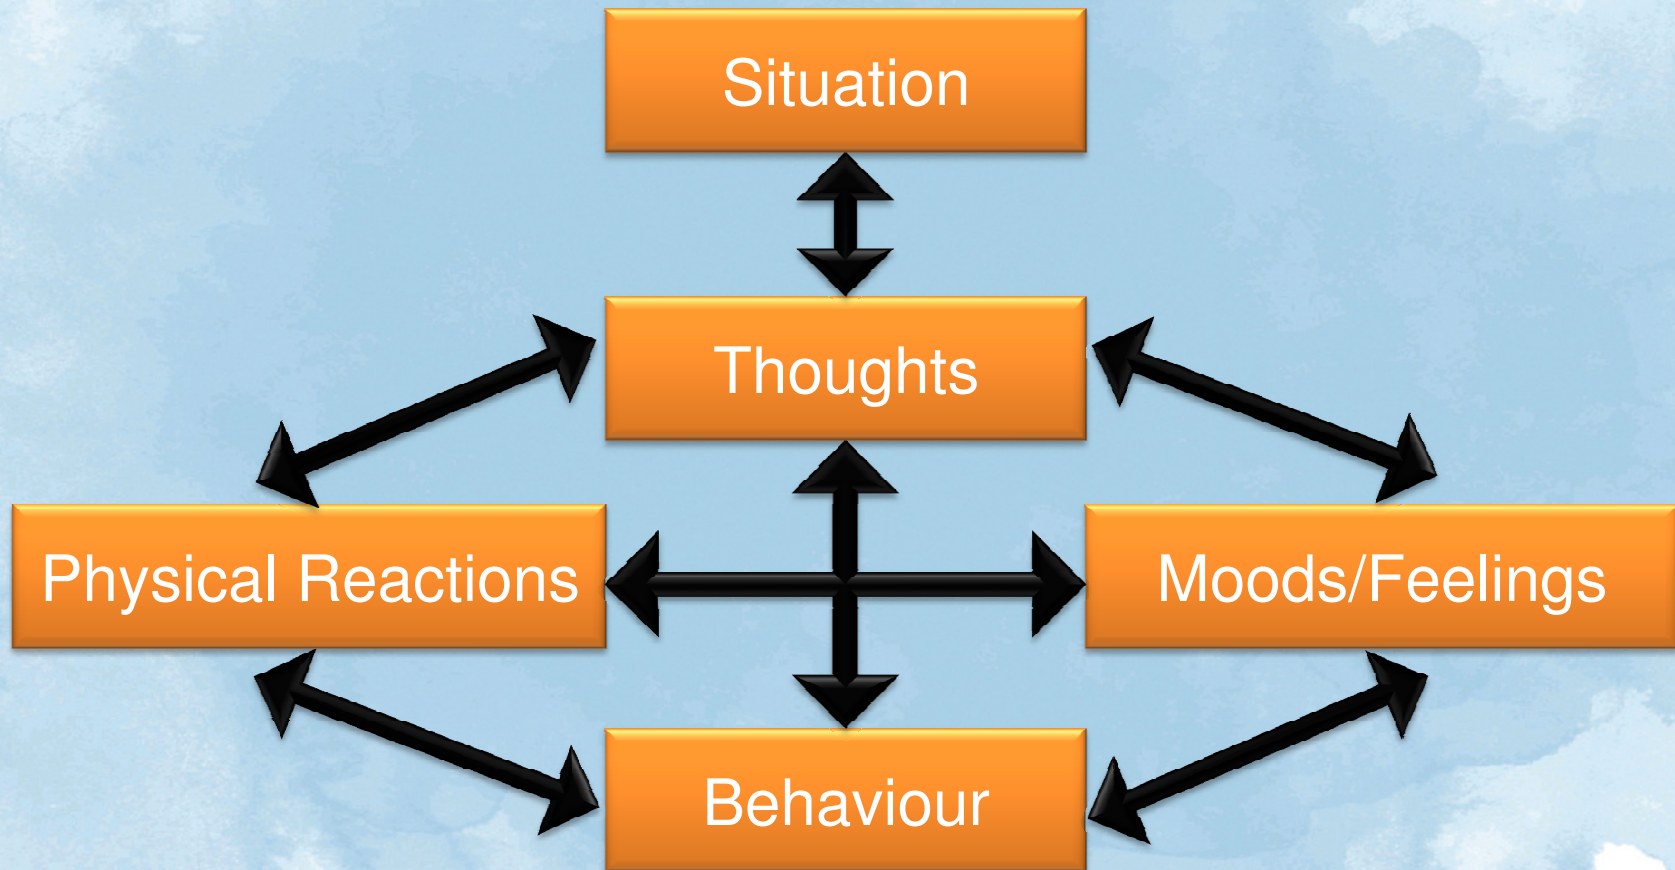 Situation
Thoughts
Physical Reactions
Moods/Feelings
Behaviour